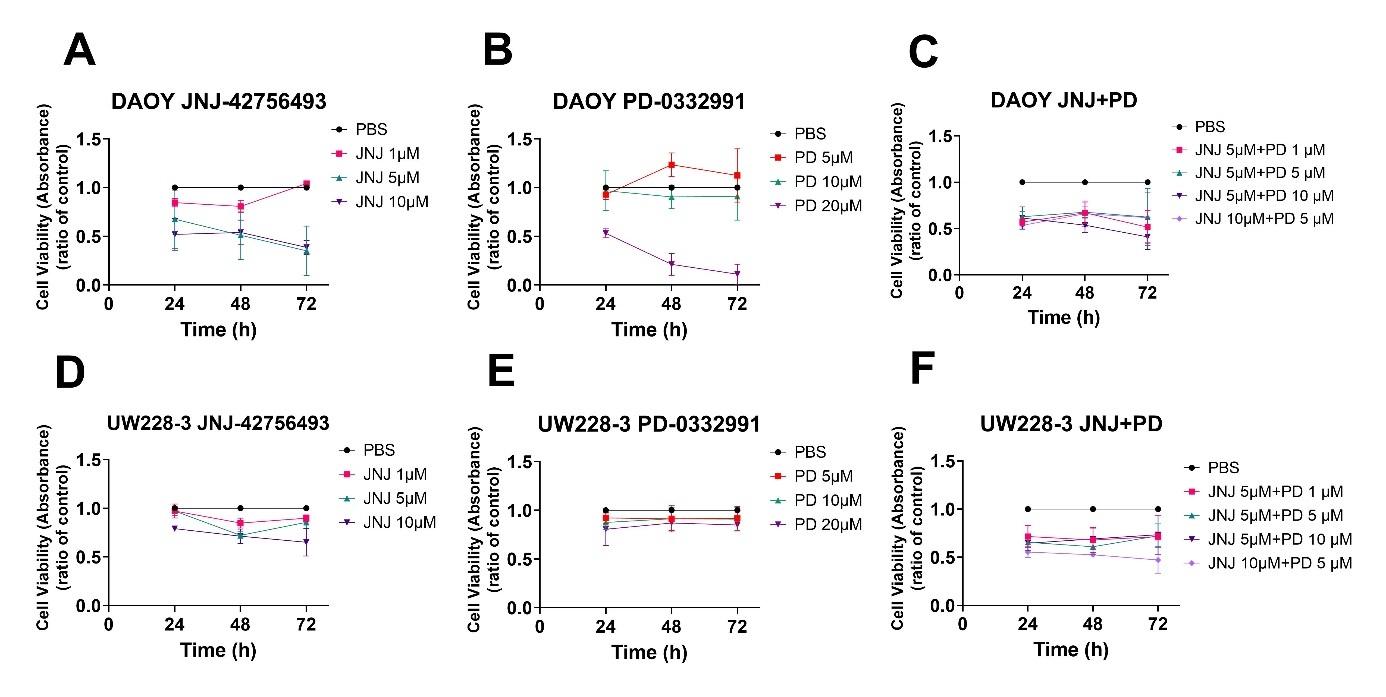 A
DAOY JNJ-42756493
Cell Viability (Absorbance)
(ratio of control)
1.5
1.0
0.5
0.0
0 24 48 72
Time (h)
PBS
JNJ 1µM
JNJ 5µM
JNJ 10µM
B
DAOY PD-0332991
Cell Viability (Absorbance)
(ratio of control)
1.5
1.0
0.5
0.0
0 24 48 72
Time (h)
PBS
PD 5µM
PD 10µM
PD 20µM
C
DAOY JNJ+PD
Cell Viability (Absorbance)
(ratio of control)
1.5
1.0
0.5
0.0
0 24 48 72
Time (h)
PBS
JNJ 5µM+PD 1 µM
JNJ 5µM+PD 5 µM
JNJ 5µM+PD 10 µM
JNJ 10µM+PD 5 µM
D
UW228-3 JNJ-42756493
Cell Viability (Absorbance)
(ratio of control)
1.5
1.0
0.5
0.0
0 24 48 72
Time (h)
PBS
JNJ 1µM
JNJ 5µM
JNJ 10µM
E
UW228-3 PD-0332991
Cell Viability (Absorbance)
(ratio of control)
1.5
1.0
0.5
0.0
0 24 48 72
Time (h)
PBS
PD 5µM
PD 10µM
PD 20µM
F
UW228-3 JNJ+PD
Cell Viability (Absorbance)
(ratio of control)
1.5
1.0
0.5
0.0
0 24 48 72
Time (h)
PBS
JNJ 5µM+PD 1 µM
JNJ 5µM+PD 5 µM
JNJ 5µM+PD 10 µM
JNJ 10µM+PD 5 µM